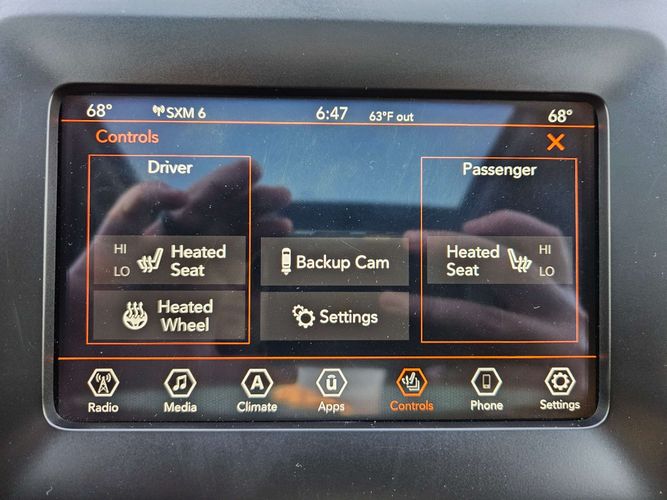 68° SXM 6 6:47 63°F out 68°
Controls
Driver
Passenger
HI
LO
Heated
Seat
Backup Cam
Heated
Seat
HI
LO
Heated
Wheel
Settings
A
ū
Radio Media Climate Apps Controls Phone Settings